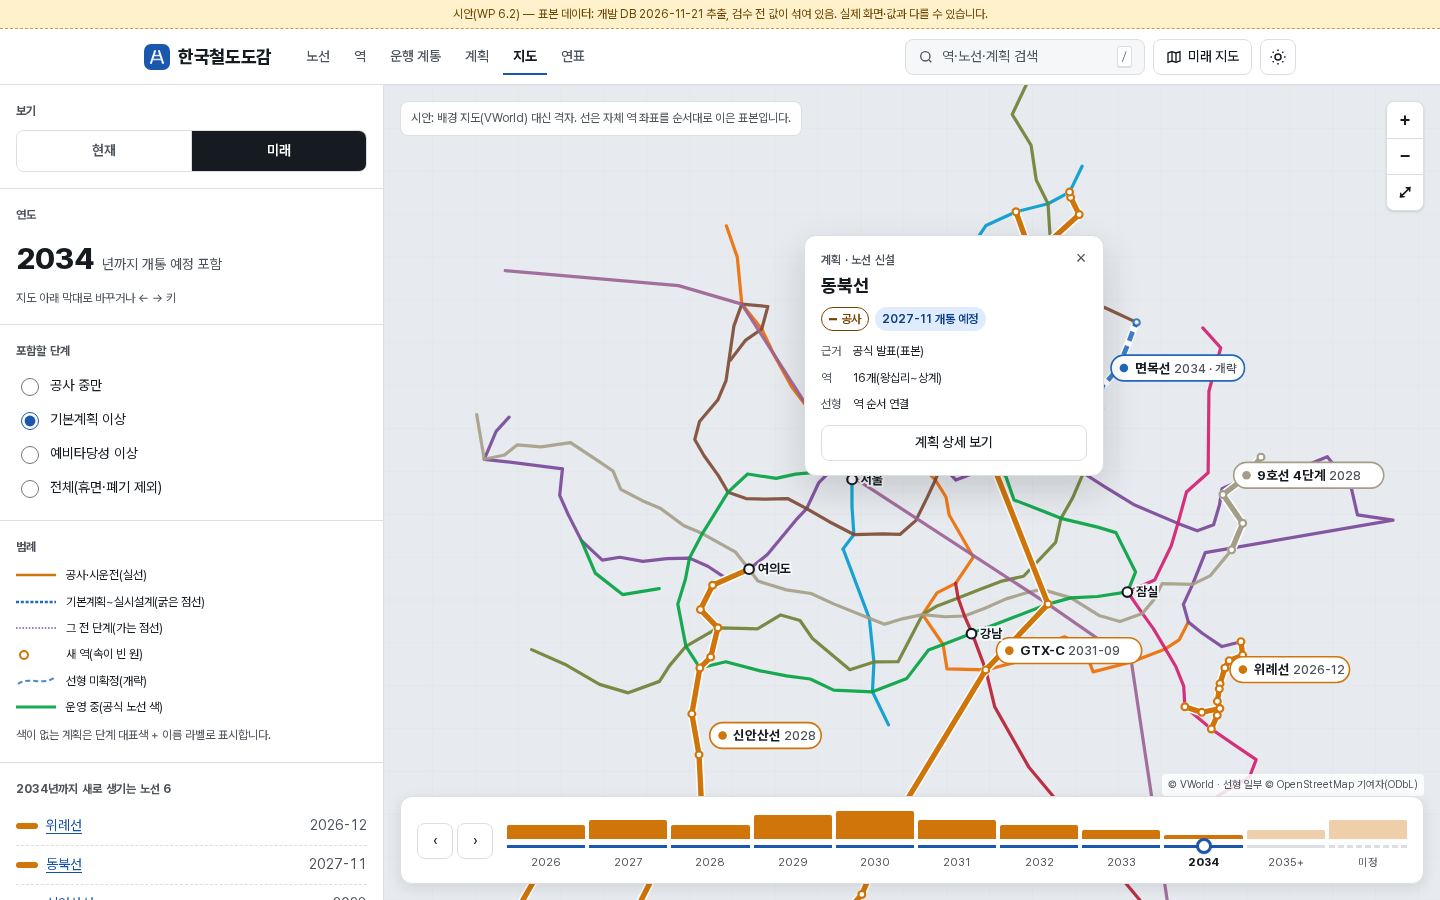 시안(WP 6.2) — 표본 데이터: 개발 DB 2026-11-21 추출, 검수 전 값이 섞여 있음. 실제 화면·값과 다를 수 있습니다.
한국철도도감
노선 역 운행 계통 계획 지도 연표
역·노선·계획 검색 /
미래 지도
보기
현재 미래
연도
2034 년까지 개통 예정 포함
지도 아래 막대로 바꾸거나 ← → 키
포함할 단계
공사 중만
기본계획 이상
예비타당성 이상
전체(휴면·폐기 제외)
범례
공사·시운전(실선)
기본계획~실시설계(굵은 점선)
그 전 단계(가는 점선)
새 역(속이 빈 원)
선형 미확정(개략)
운영 중(공식 노선 색)
색이 없는 계획은 단계 대표색 + 이름 라벨로 표시합니다.
2034년까지 새로 생기는 노선 6
위례선 2026-12
동북선 2027-11
시안: 배경 지도(VWorld) 대신 격자. 선은 자체 역 좌표를 순서대로 이은 표본입니다.
+
−
계획 · 노선 신설 ×
동북선
공사 2027-11 개통 예정
근거 공식 발표(표본)
역 16개(왕십리~상계)
선형 역 순서 연결
계획 상세 보기
면목선 2034 · 개략
9호선 4단계 2028
서울
여의도
잠실
강남
GTX-C 2031-09
위례선 2026-12
신안산선 2028
© VWorld · 선형 일부 © OpenStreetMap 기여자(ODbL)
‹ ›
2026 2027 2028 2029 2030 2031 2032 2033 2034 2035+ 미정